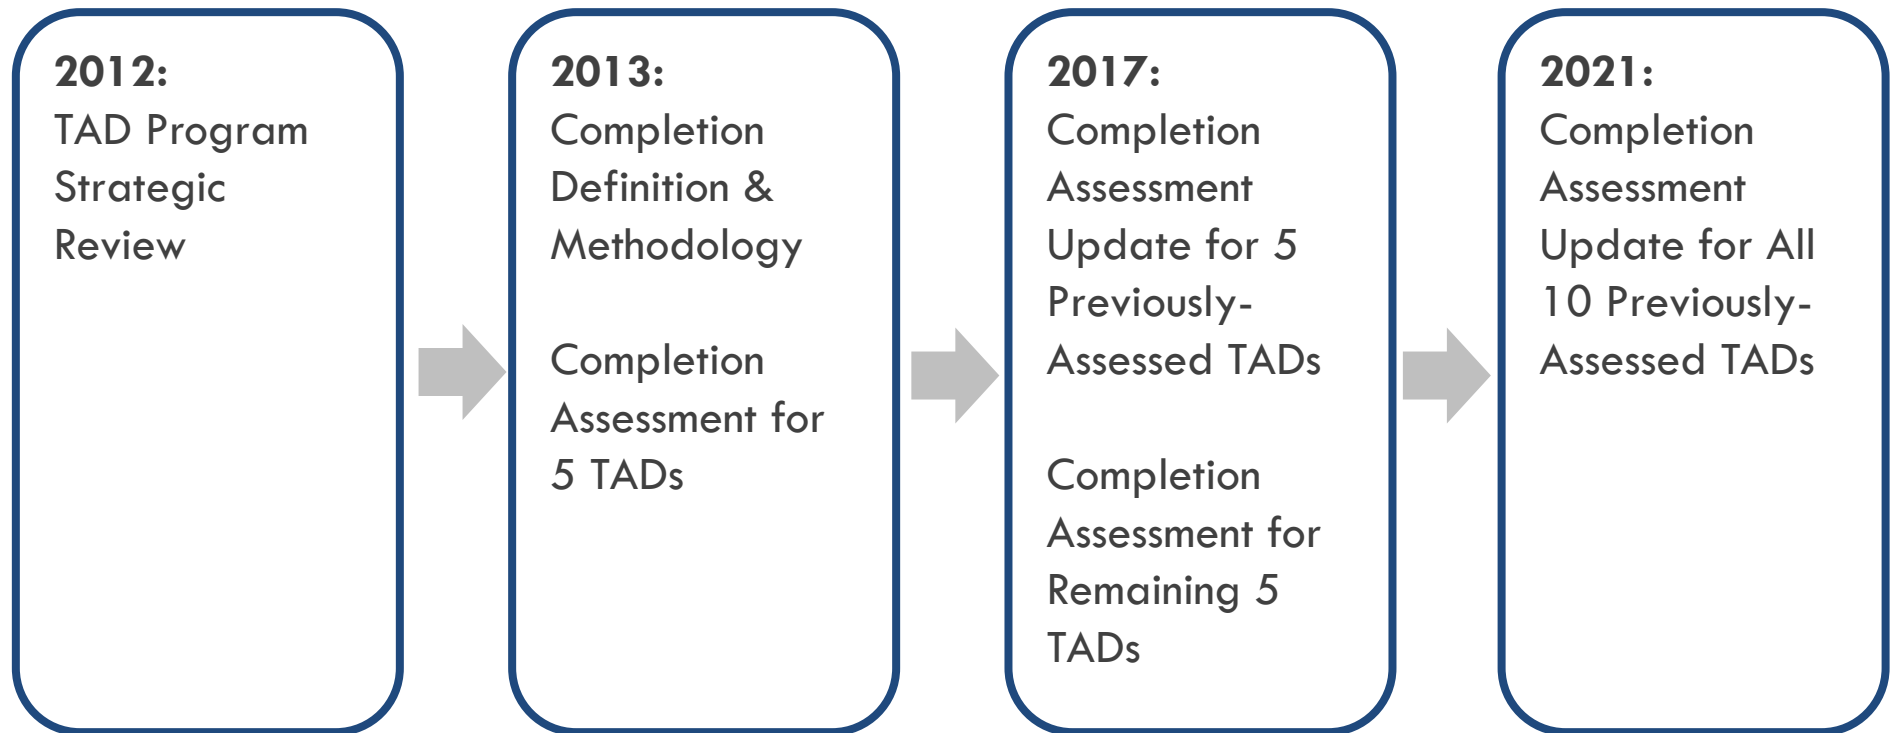 2012:
TAD Program
Strategic
Review
2013:
Completion
Definition &
Methodology
Completion
Assessment for
5 TADs
2017:
Completion
Assessment
Update for 5
Previously-
Assessed TADs
Completion
Assessment for
Remaining 5
TADs
2021:
Completion
Assessment
Update for All
10 Previously-
Assessed TADs